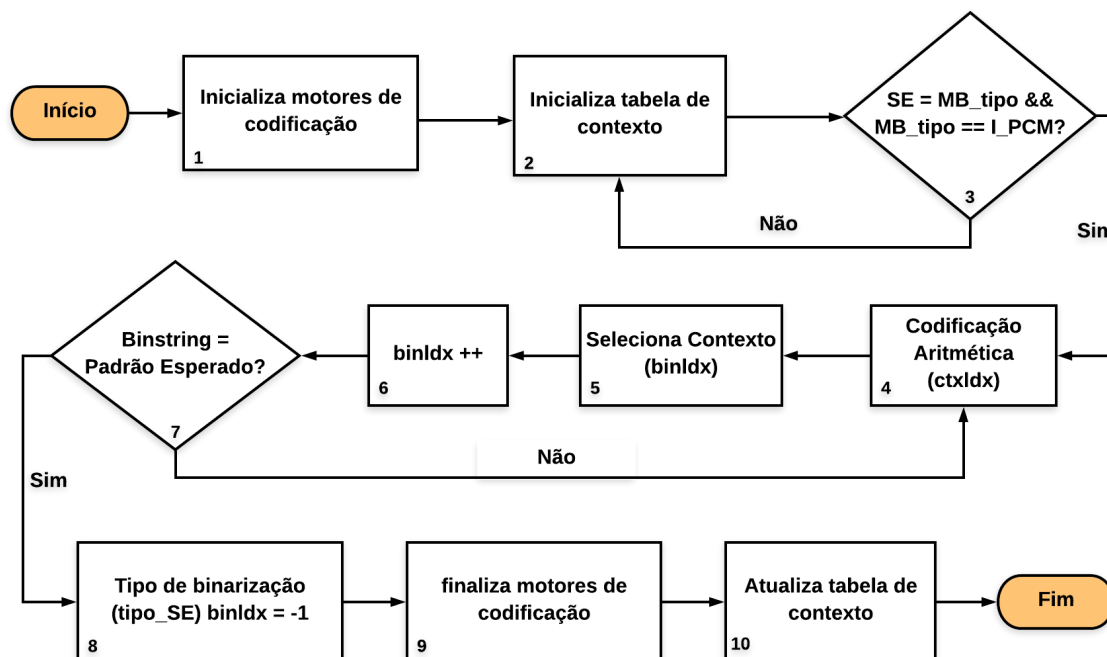 Início
Inicializa motores de
codificação
1
Inicializa tabela de
contexto
2
SE = MB_tipo &&
MB_tipo == I_PCM?
3
Não
Sim
Codificação
Aritmética
(ctxIdx)
4
Seleciona Contexto
(binIdx)
5
binIdx ++
6
Binstring =
Padrão Esperado?
7
Não
Sim
Tipo de binarização
(tipo_SE) binIdx = -1
8
finaliza motores de
codificação
9
Atualiza tabela de
contexto
10
Fim